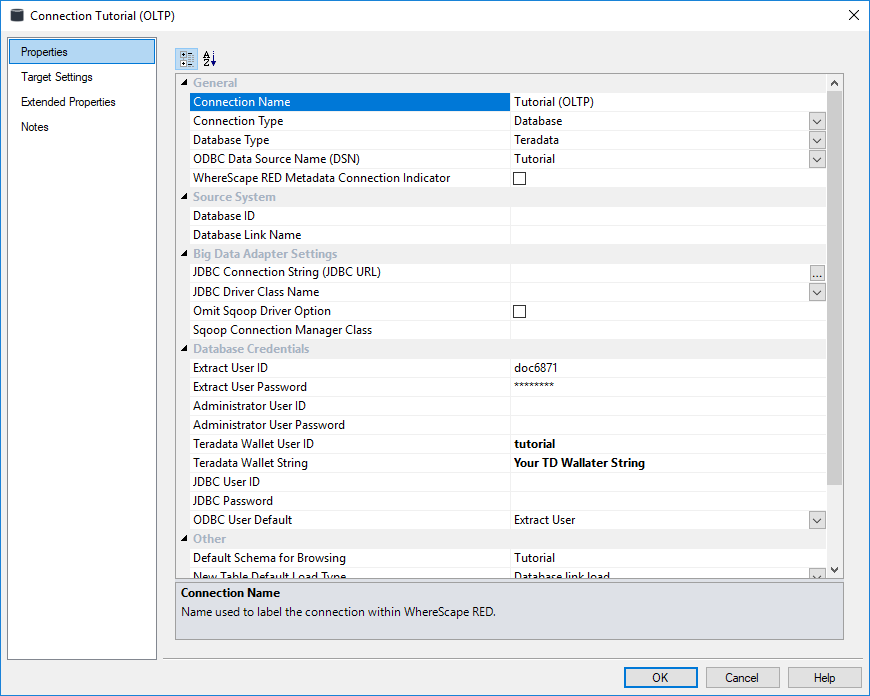 Connection Tutorial (OLTP)
Properties
Target Settings
Extended Properties
Notes
General
Connection Name Tutorial (OLTP)
Connection Type Database
Database Type Teradata
ODBC Data Source Name (DSN) Tutorial
WhereScape RED Metadata Connection Indicator
Source System
Database ID
Database Link Name
Big Data Adapter Settings
JDBC Connection String (JDBC URL) ...
JDBC Driver Class Name
Omit Sqoop Driver Option
Sqoop Connection Manager Class
Database Credentials
Extract User ID doc6871
Extract User Password ********
Administrator User ID
Administrator User Password
Teradata Wallet User ID tutorial
Teradata Wallet String Your TD Wallater String
JDBC User ID
JDBC Password
ODBC User Default Extract User
Other
Default Schema for Browsing Tutorial
New Table Default Load Type Database link load
Connection Name
Name used to label the connection within WhereScape RED.
OK Cancel Help